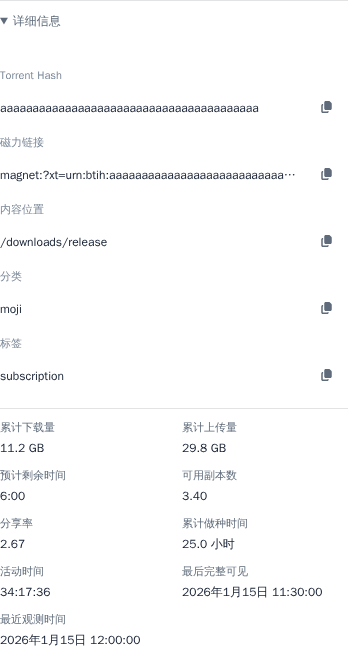 详细信息
Torrent Hash
aaaaaaaaaaaaaaaaaaaaaaaaaaaaaaaaaaaaaaaa
磁力链接
magnet:?xt=urn:btih:aaaaaaaaaaaaaaaaaaaaaaaaaaa…
内容位置
/downloads/release
分类
moji
标签
subscription
累计下载量 累计上传量
11.2 GB 29.8 GB
预计剩余时间 可用副本数
6:00 3.40
分享率 累计做种时间
2.67 25.0 小时
活动时间 最后完整可见
34:17:36 2026年1月15日 11:30:00
最近观测时间
2026年1月15日 12:00:00